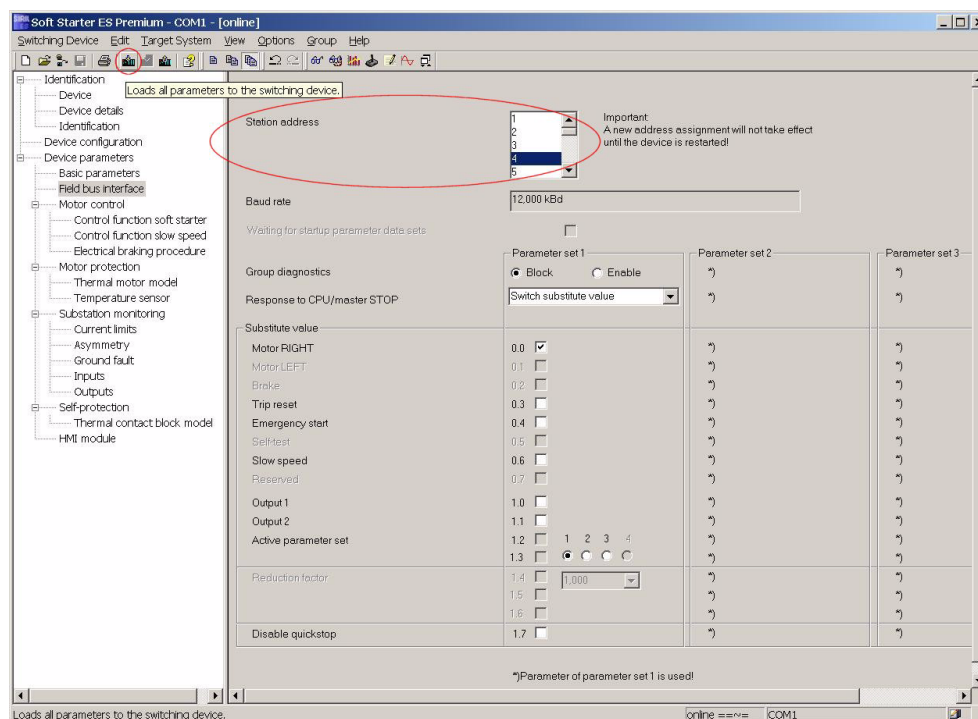 Soft Starter ES Premium - COM1 - [online]
Switching Device Edit Target System View Options Group Help
Loads all parameters to the switching device.
Identification
Device
Device details
Identification
Device configuration
Device parameters
Basic parameters
Field bus interface
Motor control
Control function soft starter
Control function slow speed
Electrical braking procedure
Motor protection
Thermal motor model
Temperature sensor
Substation monitoring
Current limits
Asymmetry
Ground fault
Inputs
Outputs
Self-protection
Thermal contact block model
HMI module
Station address
1
2
3
4
5
Important:
A new address assignment will not take effect
until the device is restarted!
Baud rate 12,000 kBd
Waiting for startup parameter data sets
Parameter set 1 Parameter set 2 Parameter set 3
Group diagnostics Block Enable *) *)
Response to CPU/master STOP Switch substitute value *) *)
Substitute value
Motor RIGHT 0.0 *) *)
Motor LEFT 0.1 *) *)
Brake 0.2 *) *)
Trip reset 0.3 *) *)
Emergency start 0.4 *) *)
Self-test 0.5 *) *)
Slow speed 0.6 *) *)
Reserved 0.7 *) *)
Output 1 1.0 *) *)
Output 2 1.1 *) *)
Active parameter set 1.2 1 2 3 4 *) *)
1.3 *) *)
Reduction factor 1.4 1,000 *) *)
1.5 *) *)
1.6 *) *)
Disable quickstop 1.7 *) *)
*)Parameter of parameter set 1 is used!
Loads all parameters to the switching device. online ==~= COM1